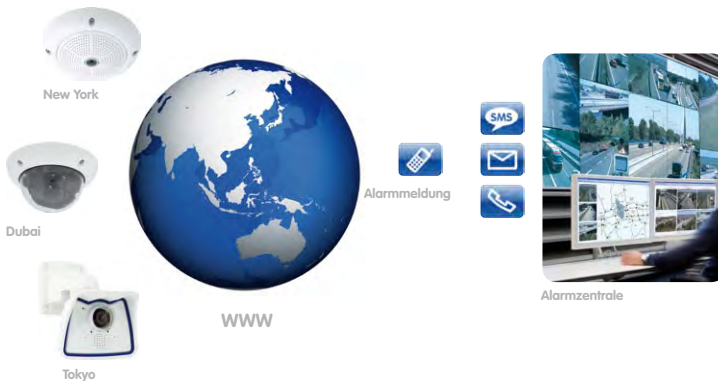 New York
SMS
Alarmmeldung
Dubai
Alarmzentrale
WWW
Tokyo